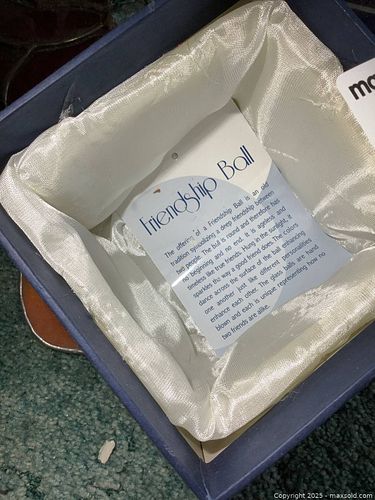 ma
Friendship Ball
The offering of a Friendship Ball is an old
tradition symbolizing a deep friendship between
two people. The ball is round and therefore has
no beginning and no end. It is ageless and
timeless like true friends. Hung in the sunlight, it
sparkles the way a good friend does. The colors
dance across the surface of the ball enhancing
one another just like different personalities
enhance each other. The glass balls are hand
blown and each is unique representing how no
two friends are alike.
Copyright 2025 - maxsold.com